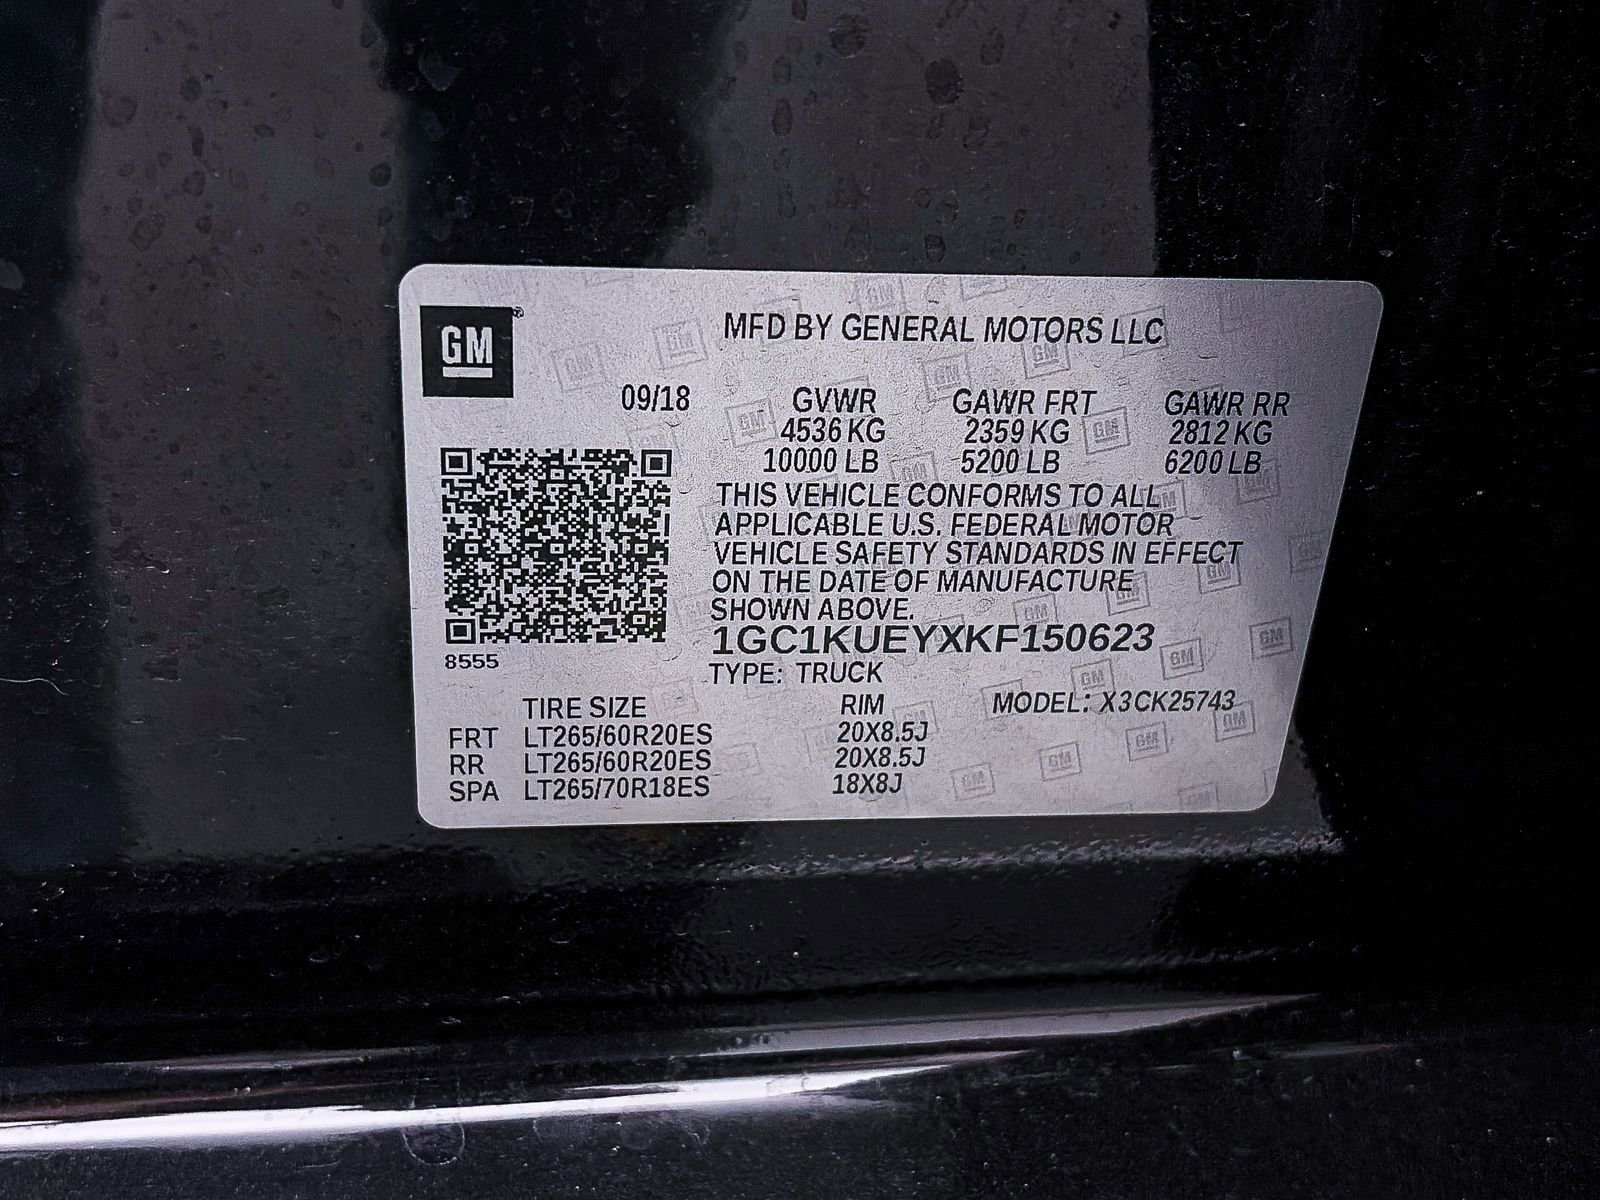 GM
MFD BY GENERAL MOTORS LLC
09/18 GVWR GAWR FRT GAWR RR
4536 KG 2359 KG 2812 KG
10000 LB 5200 LB 6200 LB
THIS VEHICLE CONFORMS TO ALL
APPLICABLE U.S. FEDERAL MOTOR
VEHICLE SAFETY STANDARDS IN EFFECT
ON THE DATE OF MANUFACTURE
SHOWN ABOVE.
1GC1KUEYXKF150623
8555
TYPE: TRUCK
TIRE SIZE RIM MODEL: X3CK25743
FRT LT265/60R20ES 20X8.5J
RR LT265/60R20ES 20X8.5J
SPA LT265/70R18ES 18X8J